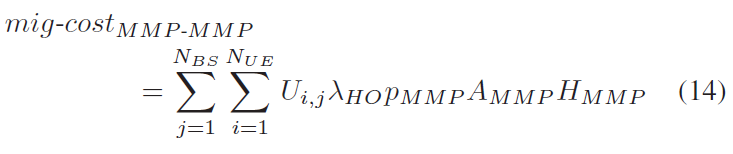 mig-cost_{MMP-MMP}
= \sum_{j=1}^{N_{BS}} \sum_{i=1}^{N_{UE}} U_{i,j} \lambda_{HO} p_{MMP} A_{MMP} H_{MMP} (14)